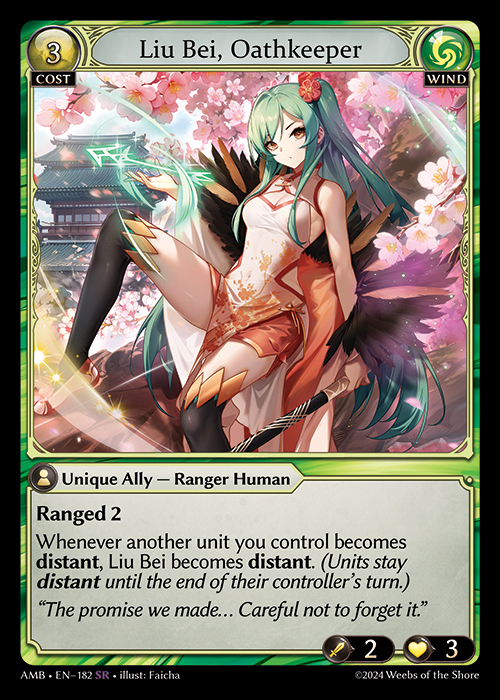 3
COST
Liu Bei, Oathkeeper
WIND
Unique Ally — Ranger Human
Ranged 2
Whenever another unit you control becomes
distant, Liu Bei becomes distant. (Units stay
distant until the end of their controller's turn.)
“The promise we made... Careful not to forget it.”
2
3
AMB • EN–182 SR • illust: Faicha
©2024 Weebs of the Shore